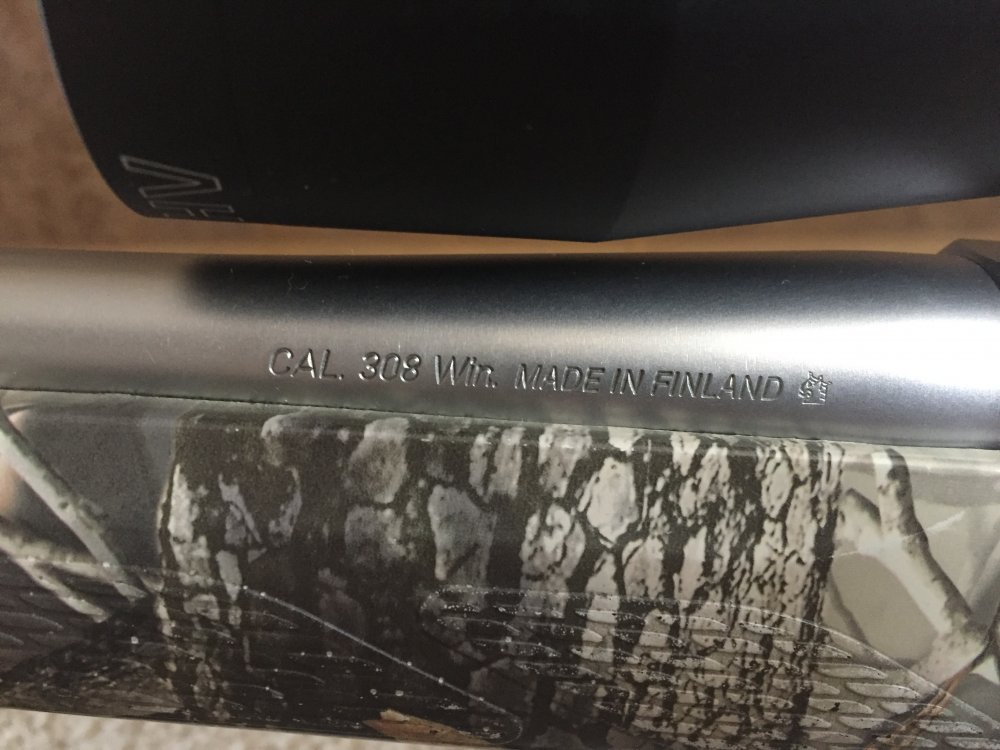 CAL. 308 Win. MADE IN FINLAND